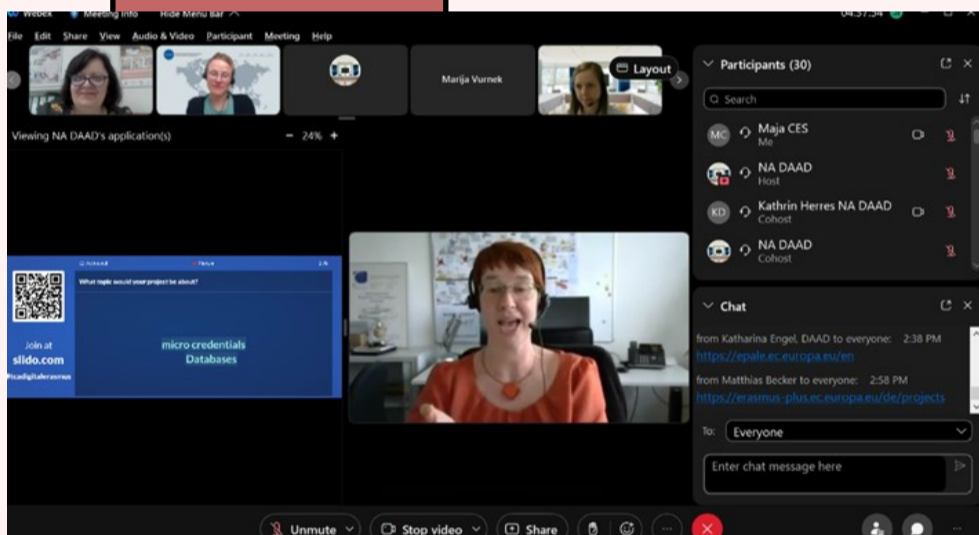 Webex Meeting Info Hide Menu Bar
File Edit Share View Audio & Video Participant Meeting Help
Marija Vurnek
Layout
Viewing NA DAAD's application(s) - 24% +
What topic would your project be about?
Join at
slido.com
micro credentials
Databases
Participants (30)
Search
MC Maja CES
Me
NA DAAD
Host
KD Kathrin Herres NA DAAD
Cohost
NA DAAD
Cohost
Chat
from Katharina Engel, DAAD to everyone: 2:38 PM
https://epale.ec.europa.eu/en
from Matthias Becker to everyone: 2:58 PM
https://erasmus-plus.ec.europa.eu/de/projects
To: Everyone
Enter chat message here
Unmute Stop video Share